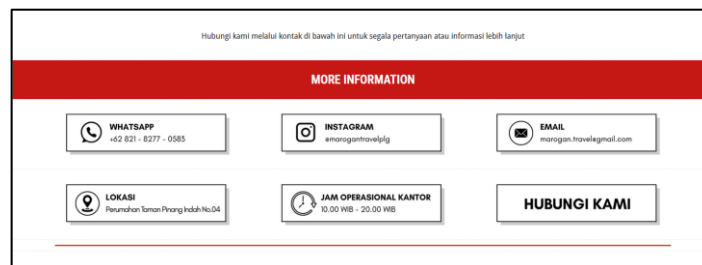 Hubungi kami melalui kontak di bawah ini untuk segala pertanyaan atau informasi lebih lanjut
MORE INFORMATION
WHATSAPP
+62 821 - 8277 - 0585
INSTAGRAM
@marogantravelplg
EMAIL
marogan.travel@gmail.com
LOKASI
Perumahan Taman Pinang Indah No.04
JAM OPERASIONAL KANTOR
10.00 WIB - 20.00 WIB
HUBUNGI KAMI